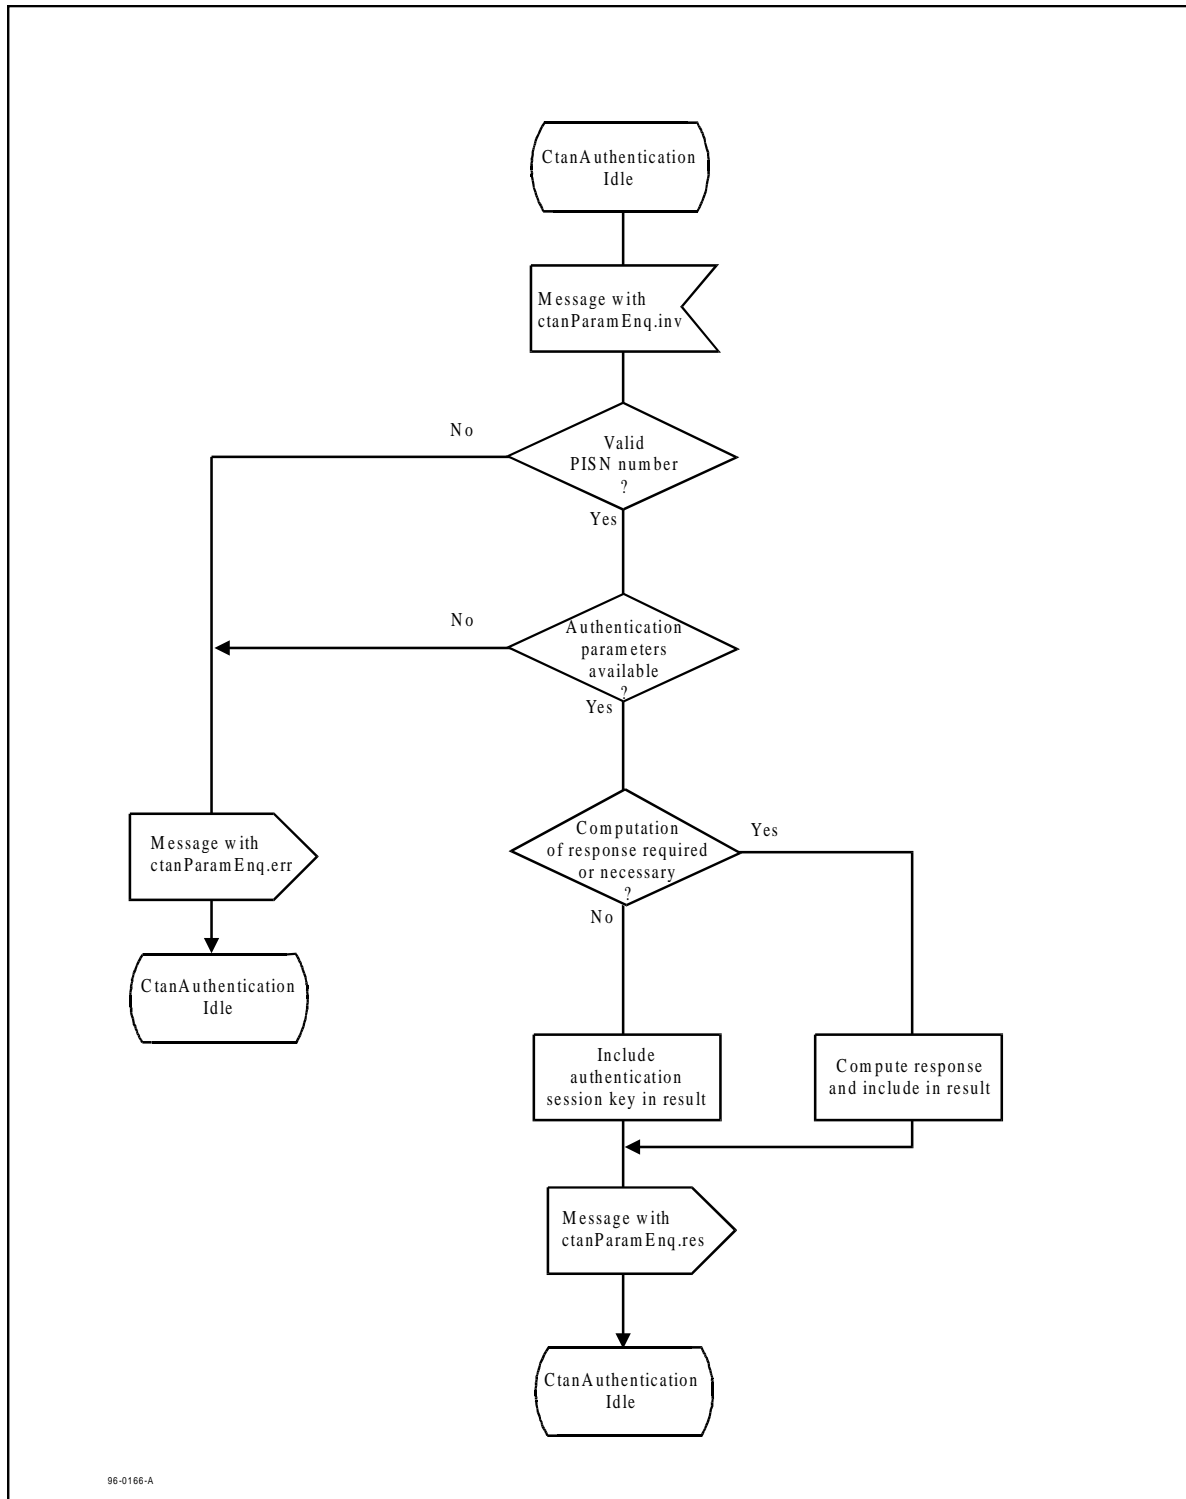 CtanAuthentication
Idle
Message with
ctanParamEnq.inv
No
Valid
PISN number
?
Yes
No
Authentication
parameters
available
?
Yes
Computation
of response required
or necessary
?
Yes
No
Message with
ctanParamEnq.err
CtanAuthentication
Idle
Include
authentication
session key in result
Compute response
and include in result
Message with
ctanParamEnq.res
CtanAuthentication
Idle
96-0166-A